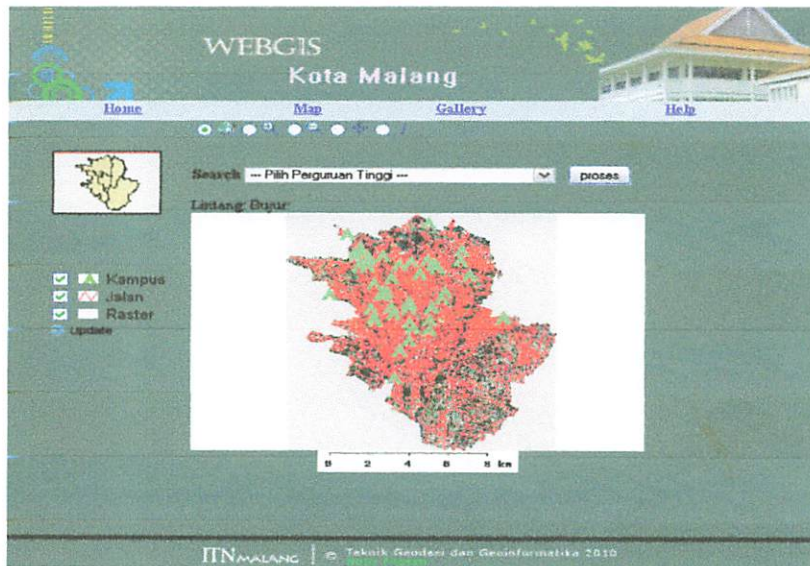 WEBGIS
Kota Malang
Home Map Gallery Help
Search --- Pilih Perguruan Tinggi --- proses
Lintang: Bujur:
Kampus
Jalan
Raster
Update
0 2 4 6 8 km
ITN MALANG | © Teknik Geodesi dan Geoinformatika 2010